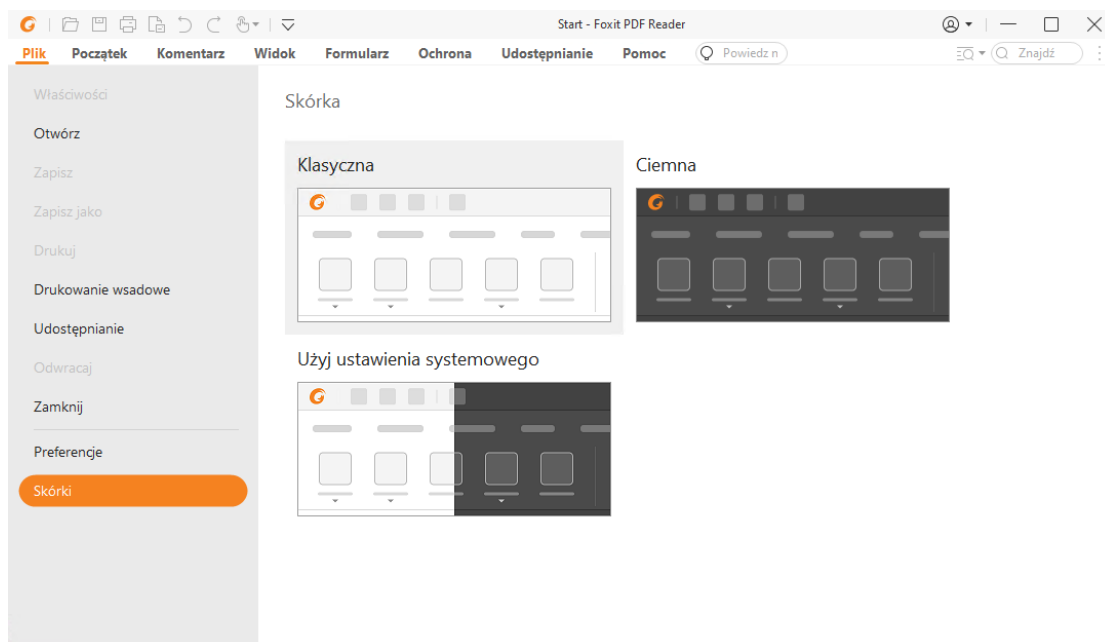 Start - Foxit PDF Reader
Plik Początek Komentarz Widok Formularz Ochrona Udostępnianie Pomoc Powiedz n Znajdź
Właściwości
Otwórz
Zapisz
Zapisz jako
Drukuj
Drukowanie wsadowe
Udostępnianie
Odwracaj
Zamknij
Preferencje
Skórki
Skórka
Klasyczna
Ciemna
Użyj ustawienia systemowego